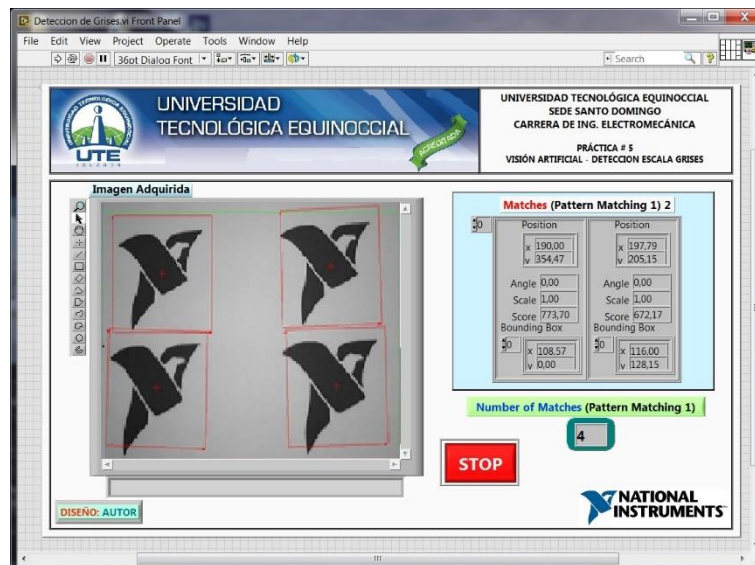 Deteccion de Grises.vi Front Panel
File Edit View Project Operate Tools Window Help
36pt Dialog Font
Search
UNIVERSIDAD
TECNOLÓGICA EQUINOCCIAL
UTE
ECUADOR
ACREDITADA
UNIVERSIDAD TECNOLÓGICA EQUINOCCIAL
SEDE SANTO DOMINGO
CARRERA DE ING. ELECTROMECÁNICA
PRÁCTICA # 5
VISIÓN ARTIFICIAL - DETECCION ESCALA GRISES
Imagen Adquirida
Matches (Pattern Matching 1) 2
0
Position Position
x 190,00 x 197,79
y 354,47 y 205,15
Angle 0,00 Angle 0,00
Scale 1,00 Scale 1,00
Score 773,70 Score 672,17
Bounding Box Bounding Box
0 x 108,57 0 x 116,00
y 0,00 y 128,15
Number of Matches (Pattern Matching 1)
4
STOP
DISEÑO: AUTOR
NATIONAL
INSTRUMENTS